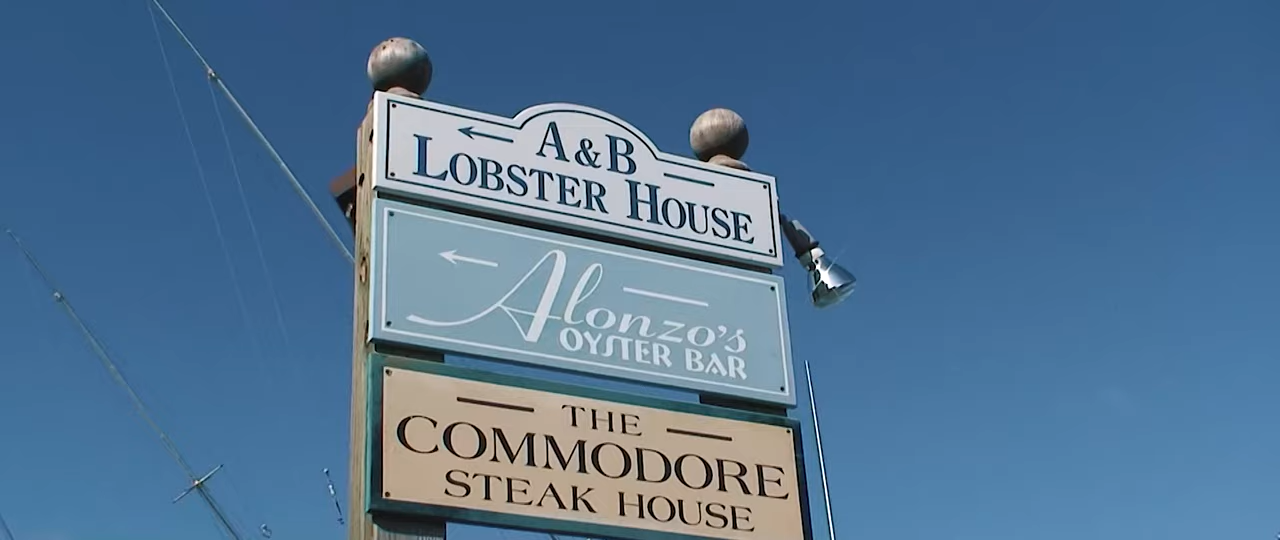 A & B
LOBSTER HOUSE
Alonzo's
OYSTER BAR
THE
COMMODORE
STEAK HOUSE